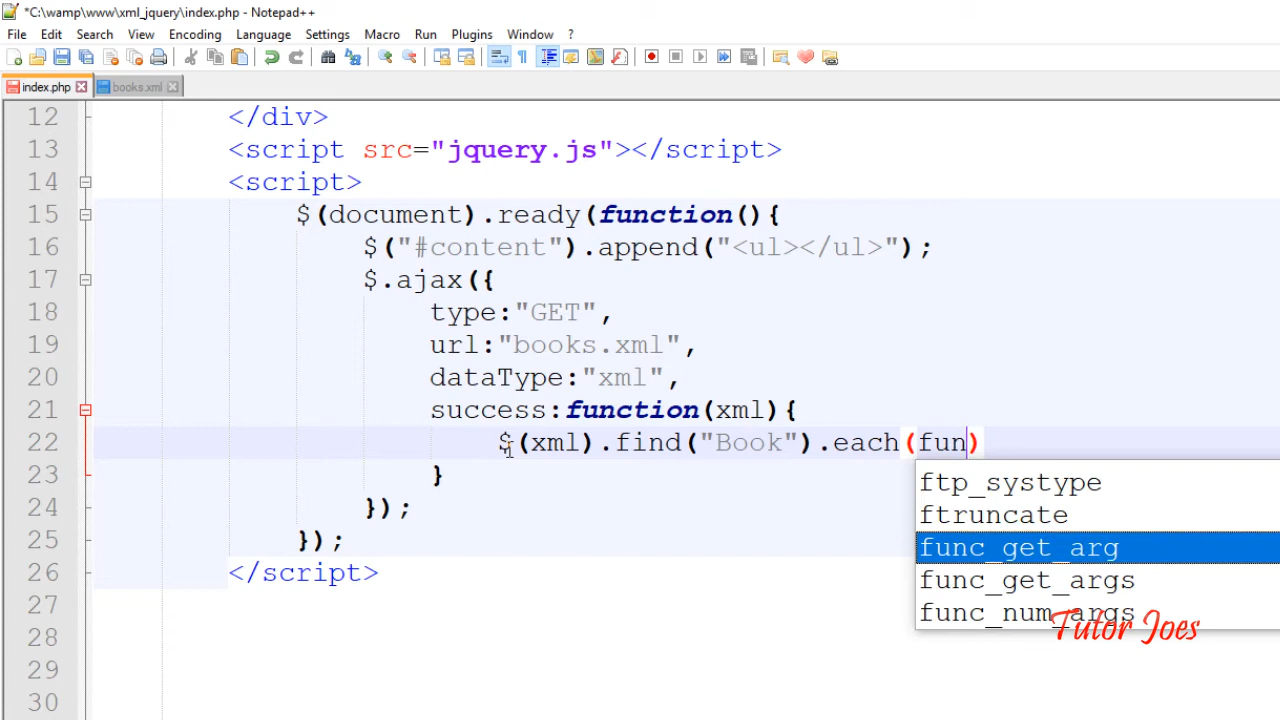 *C:\wamp\www\xml_jquery\index.php - Notepad++
File Edit Search View Encoding Language Settings Macro Run Plugins Window ?
index.php books.xml
12 </div>
13 <script src="jquery.js"></script>
14 <script>
15 $(document).ready(function(){
16 $("#content").append("<ul></ul>");
17 $.ajax({
18 type:"GET",
19 url:"books.xml",
20 dataType:"xml",
21 success:function(xml){
22 $(xml).find("Book").each(fun)
23 }
24 });
25 });
26 </script>
27
28
29
30
ftp_systype
ftruncate
func_get_arg
func_get_args
func_num_args
Tutor Joes